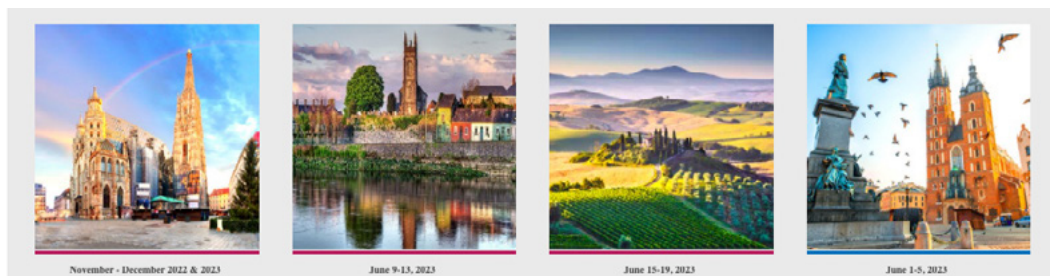 November - December 2022 & 2023
June 9-13, 2023
June 15-19, 2023
June 1-5, 2023